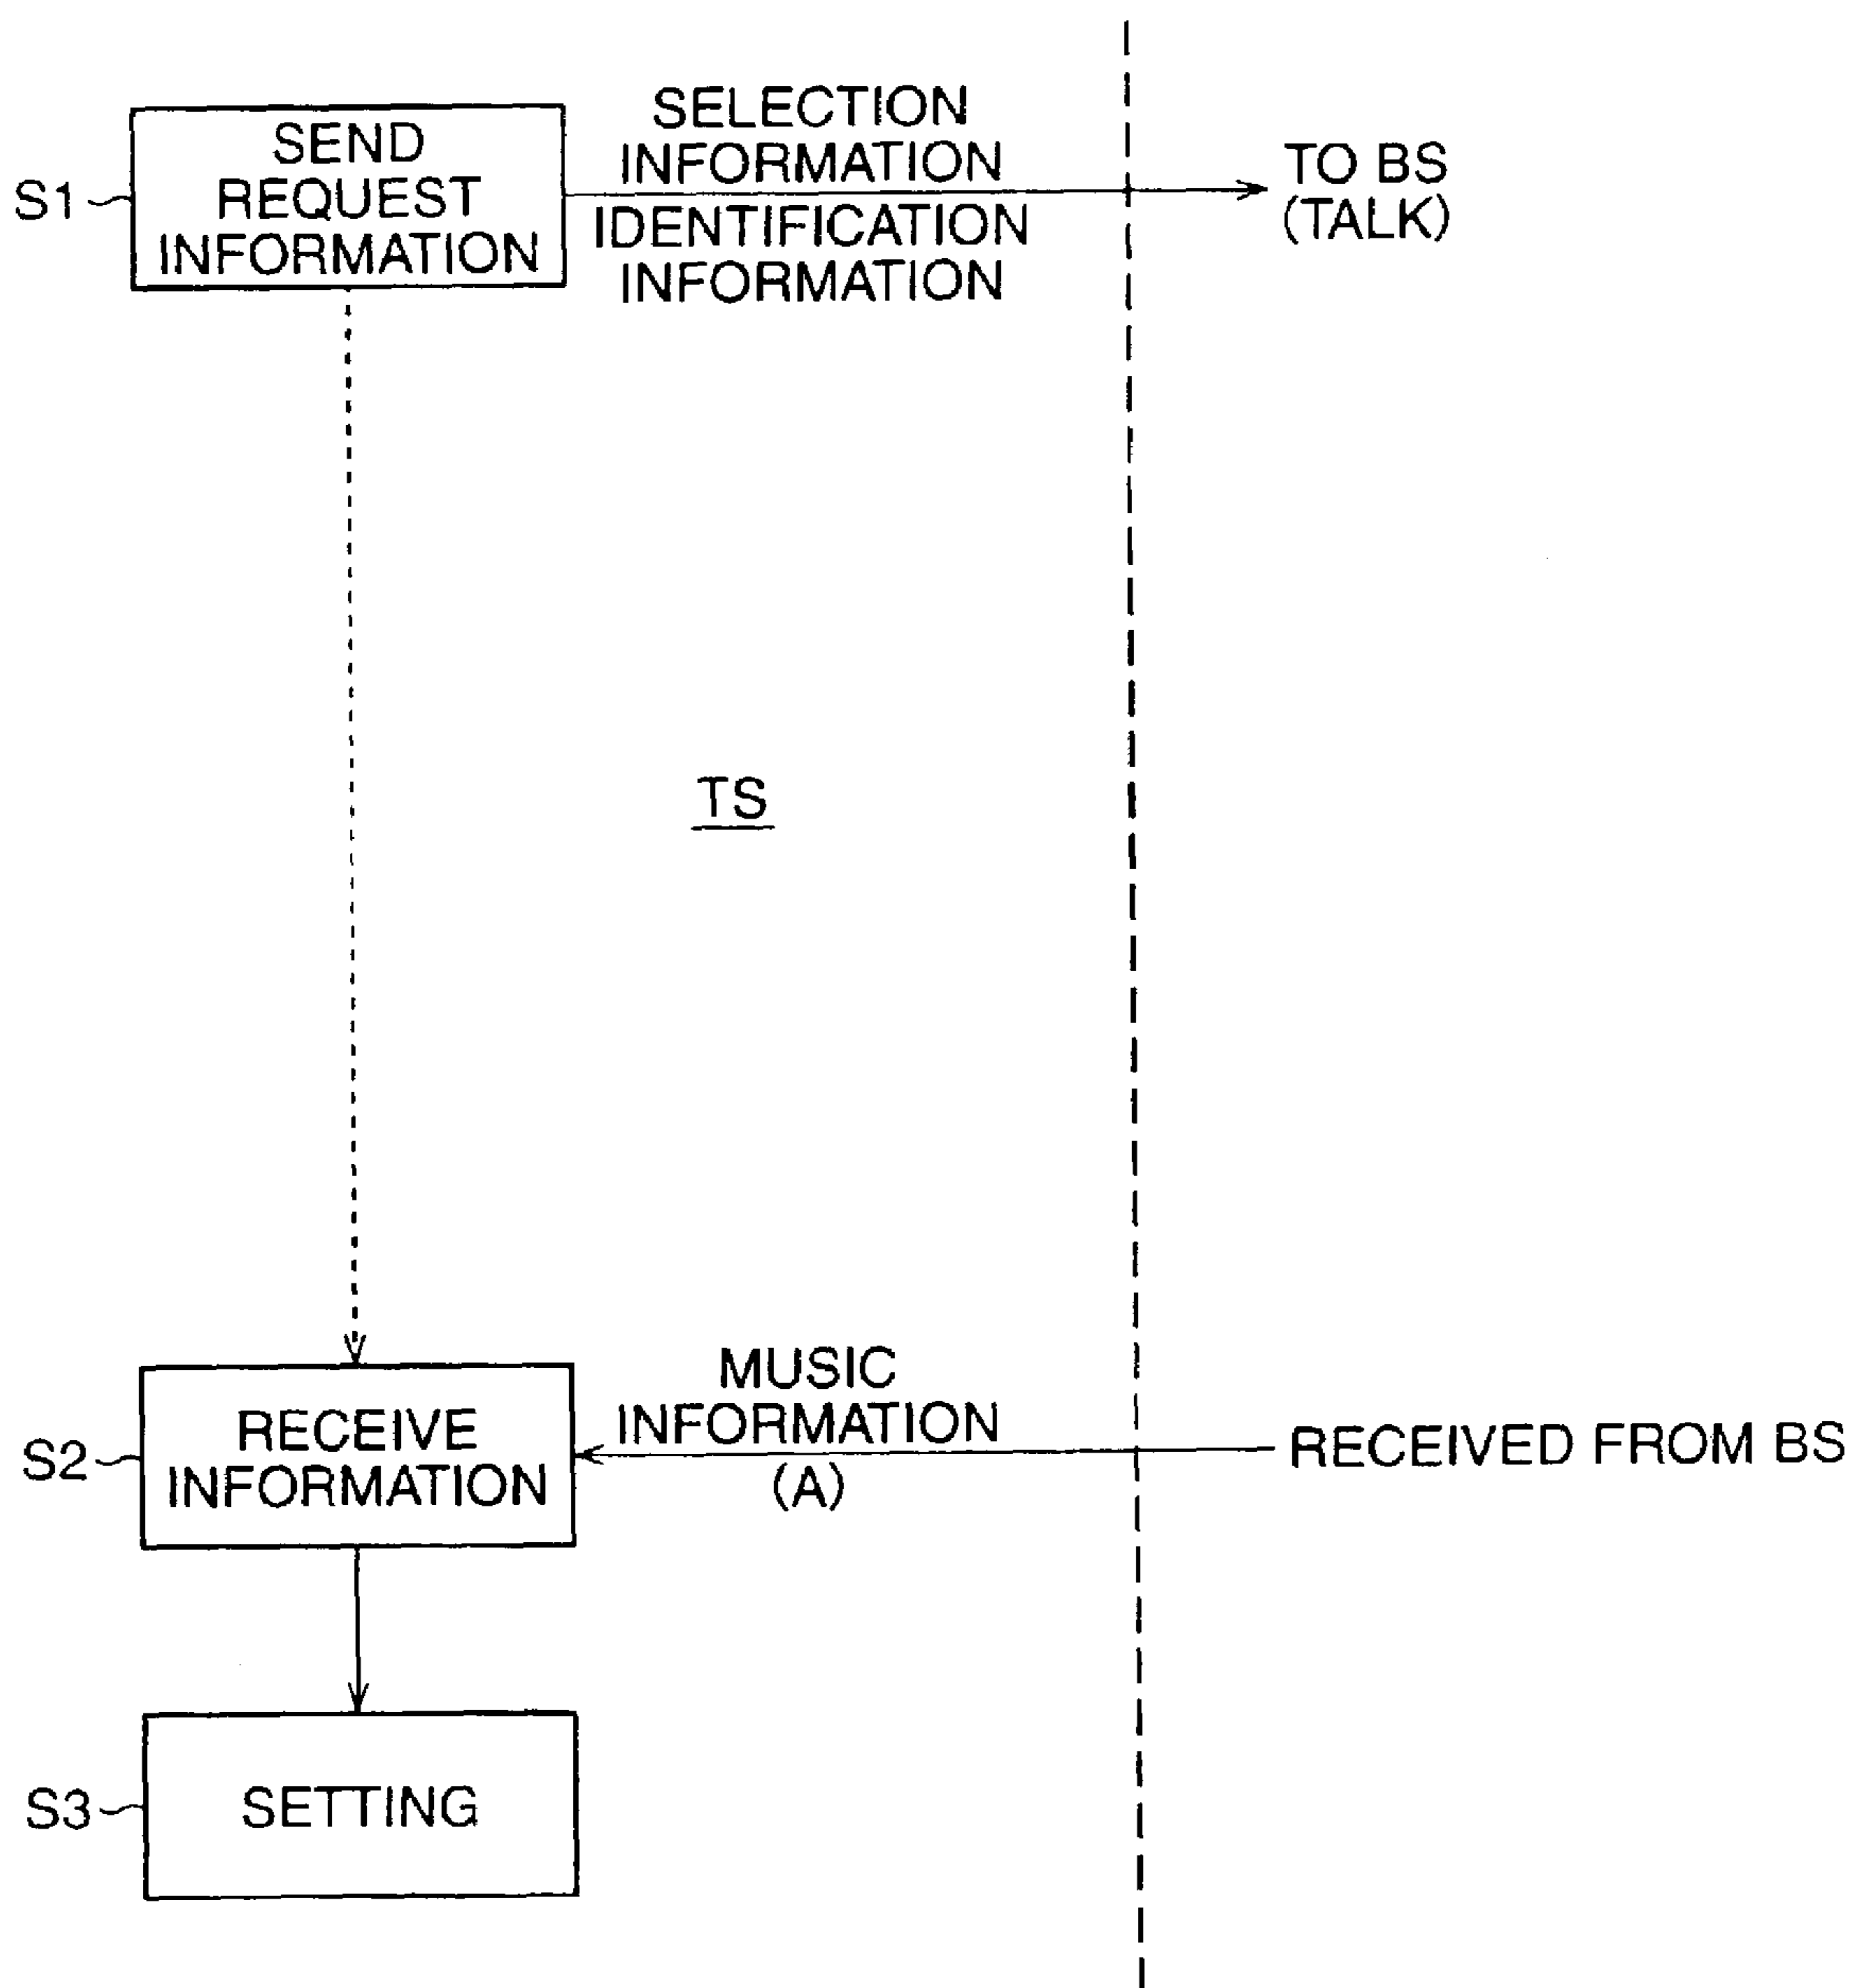 SELECTION
INFORMATION
SEND
REQUEST
INFORMATION
S1
IDENTIFICATION
INFORMATION
TO BS
(TALK)
TS
MUSIC
INFORMATION
(A)
RECEIVE
INFORMATION
S2
RECEIVED FROM BS
S3
SETTING